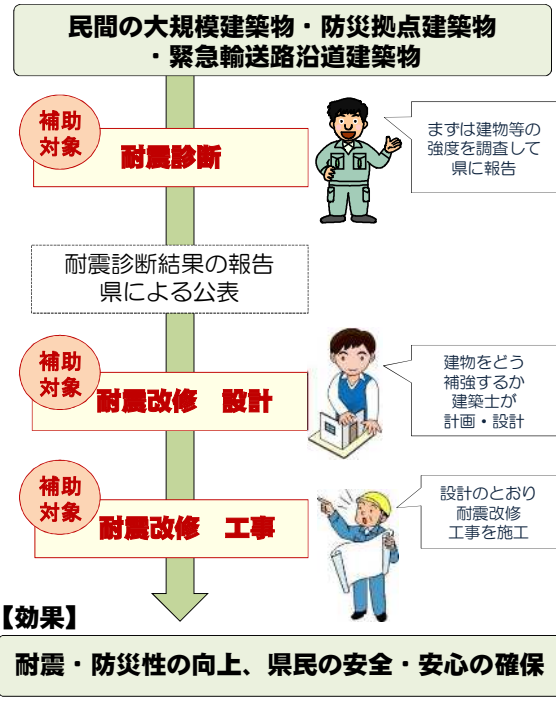 民間の大規模建築物・防災拠点建築物
・緊急輸送路沿道建築物
補助
対象
耐震診断
まずは建物等の
強度を調査して
県に報告
耐震診断結果の報告
県による公表
補助
対象
耐震改修　設計
建物をどう
補強するか
建築士が
計画・設計
補助
対象
耐震改修　工事
設計のとおり
耐震改修
工事を施工
【効果】
耐震・防災性の向上、県民の安全・安心の確保